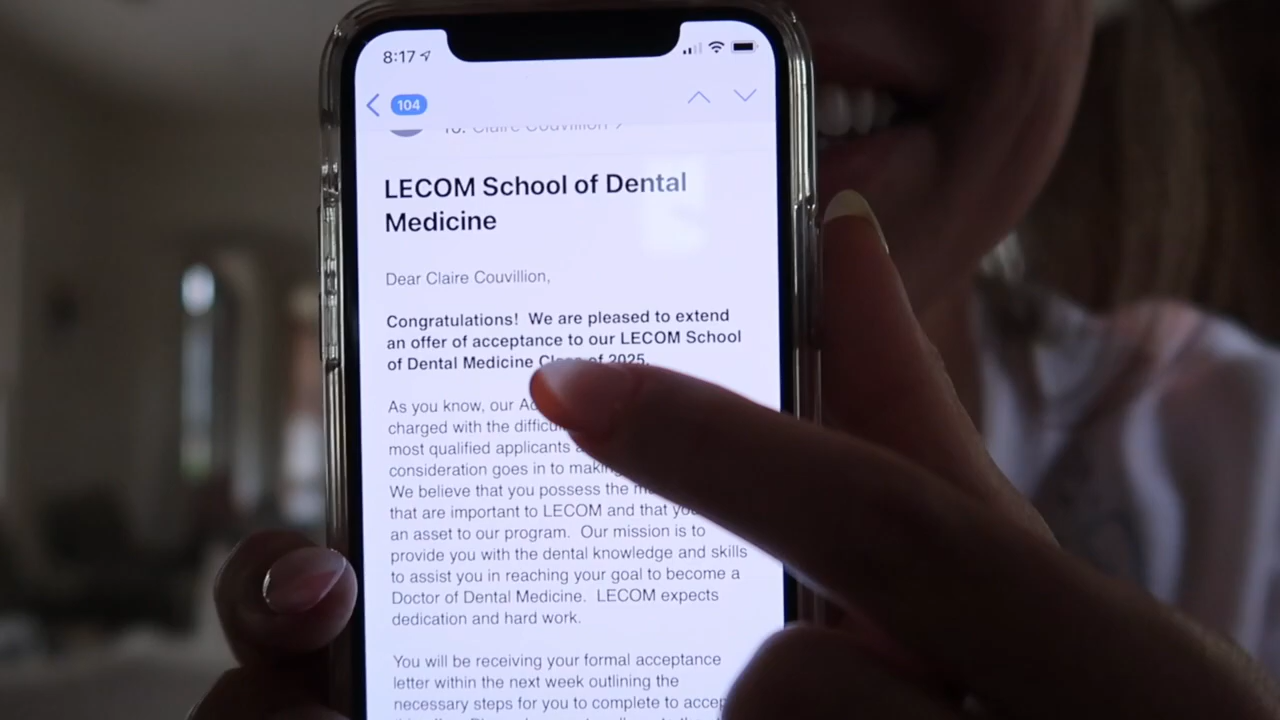 8:17
104
To: Claire Couvillion
LECOM School of Dental
Medicine
Dear Claire Couvillion,
Congratulations! We are pleased to extend
an offer of acceptance to our LECOM School
of Dental Medicine Class of 2025.
As you know, our
charged with the
most qualified applicants
consideration goes in to making
We believe that you possess the
that are important to LECOM and that you
an asset to our program. Our mission is to
provide you with the dental knowledge and skills
to assist you in reaching your goal to become a
Doctor of Dental Medicine. LECOM expects
dedication and hard work.
You will be receiving your formal acceptance
letter within the next week outlining the
necessary steps for you to complete to